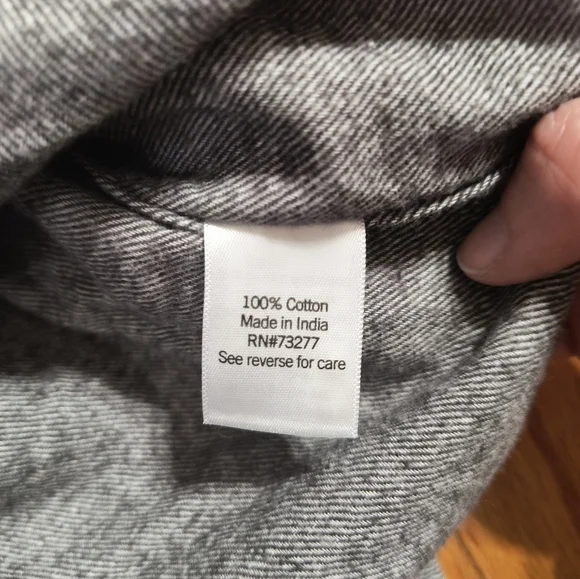 100% Cotton
Made in India
RN#73277
See reverse for care